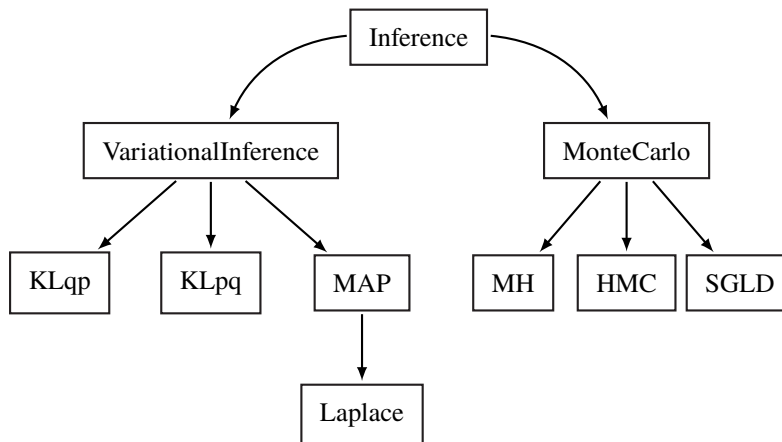 Inference
VariationalInference
MonteCarlo
KLqp
KLpq
MAP
MH
HMC
SGLD
Laplace